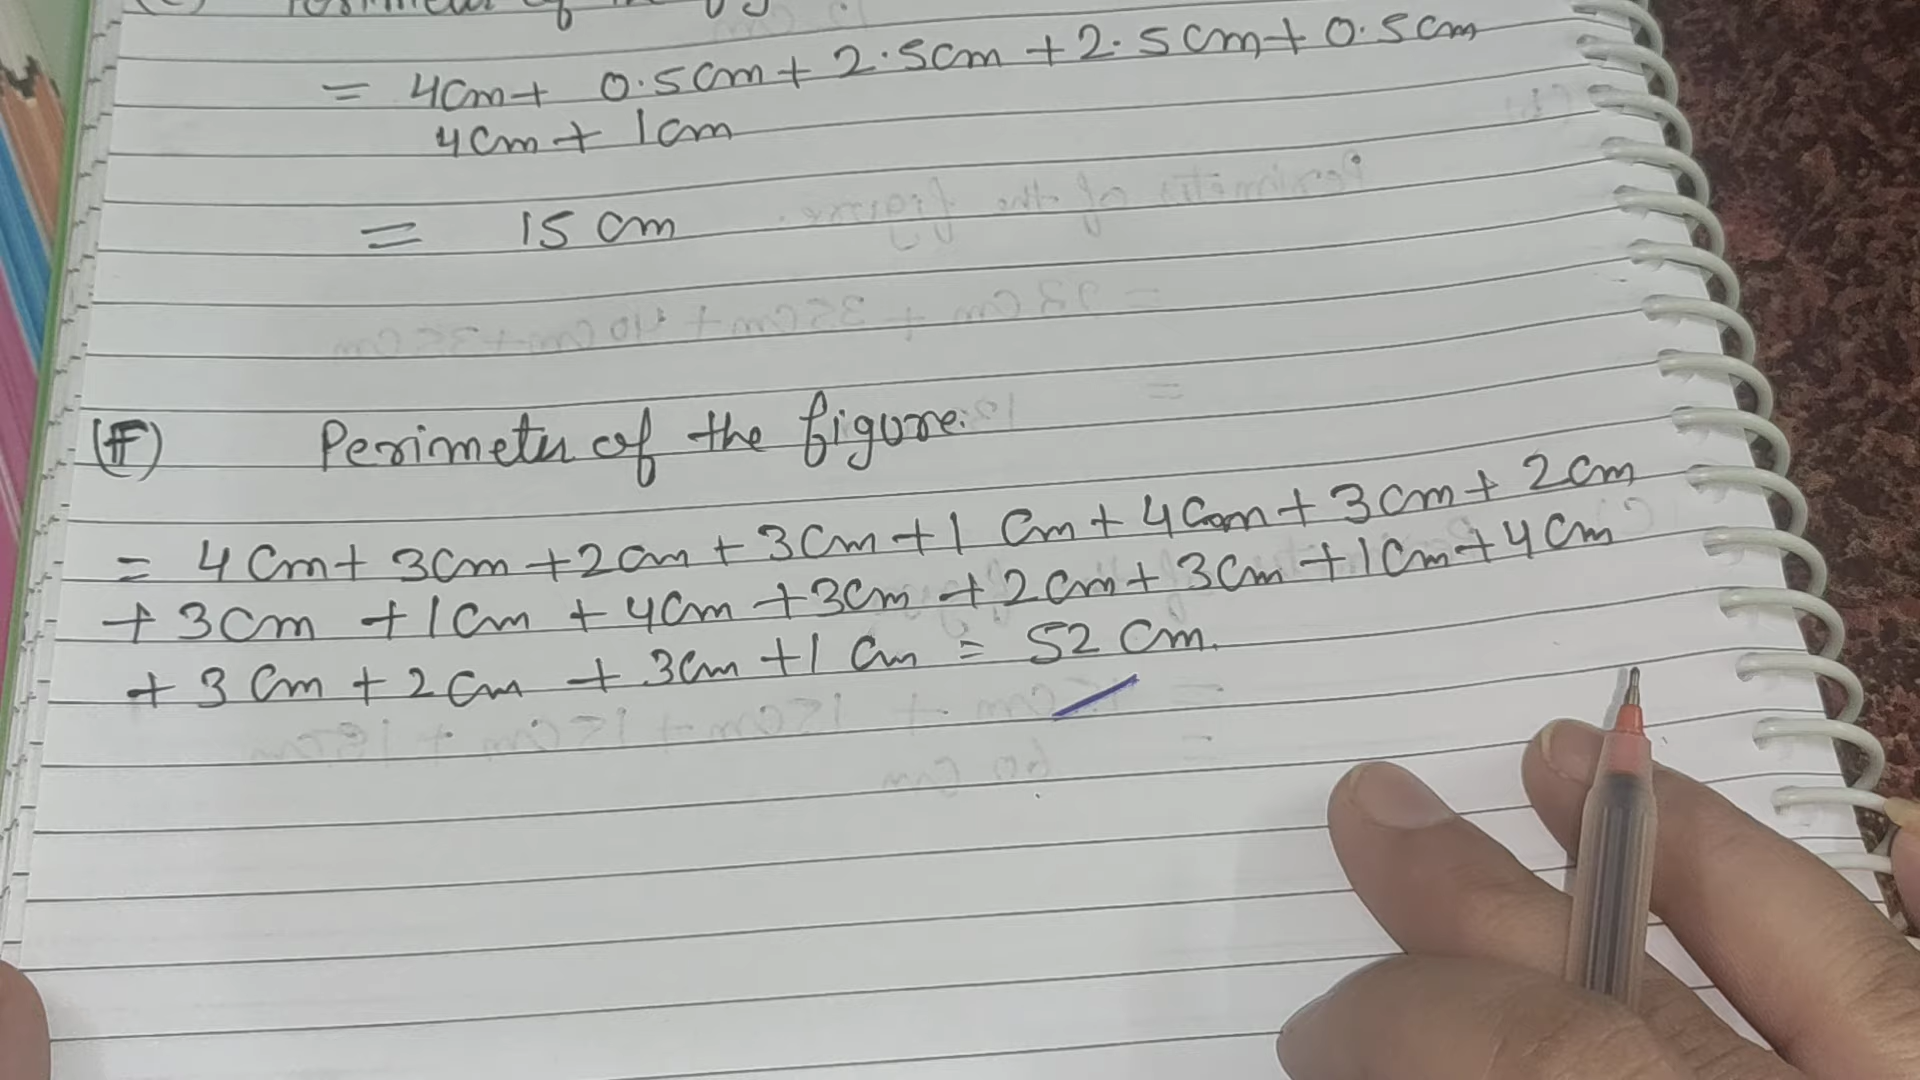 = 4cm + 0.5cm + 2.5cm + 2.5cm + 0.5cm
4cm + 1cm
= 15 cm
(F) Perimeter of the figure.
= 4cm + 3cm + 2cm + 3cm + 1 cm + 4cm + 3cm + 2cm
+ 3cm + 1cm + 4cm + 3cm + 2cm + 3cm + 1cm + 4cm
+ 3cm + 2cm + 3cm + 1 cm = 52 cm.